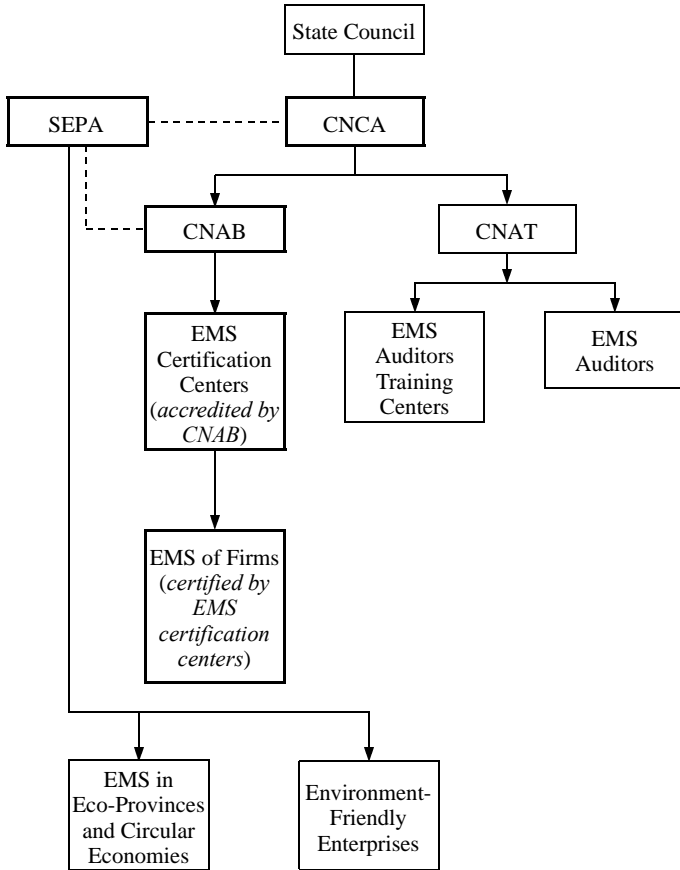 State Council
SEPA
CNCA
CNAB
CNAT
EMS
Certification
Centers
(accredited by
CNAB)
EMS
Auditors
Training
Centers
EMS
Auditors
EMS of Firms
(certified by
EMS
certification
centers)
EMS in
Eco-Provinces
and Circular
Economies
Environment-
Friendly
Enterprises